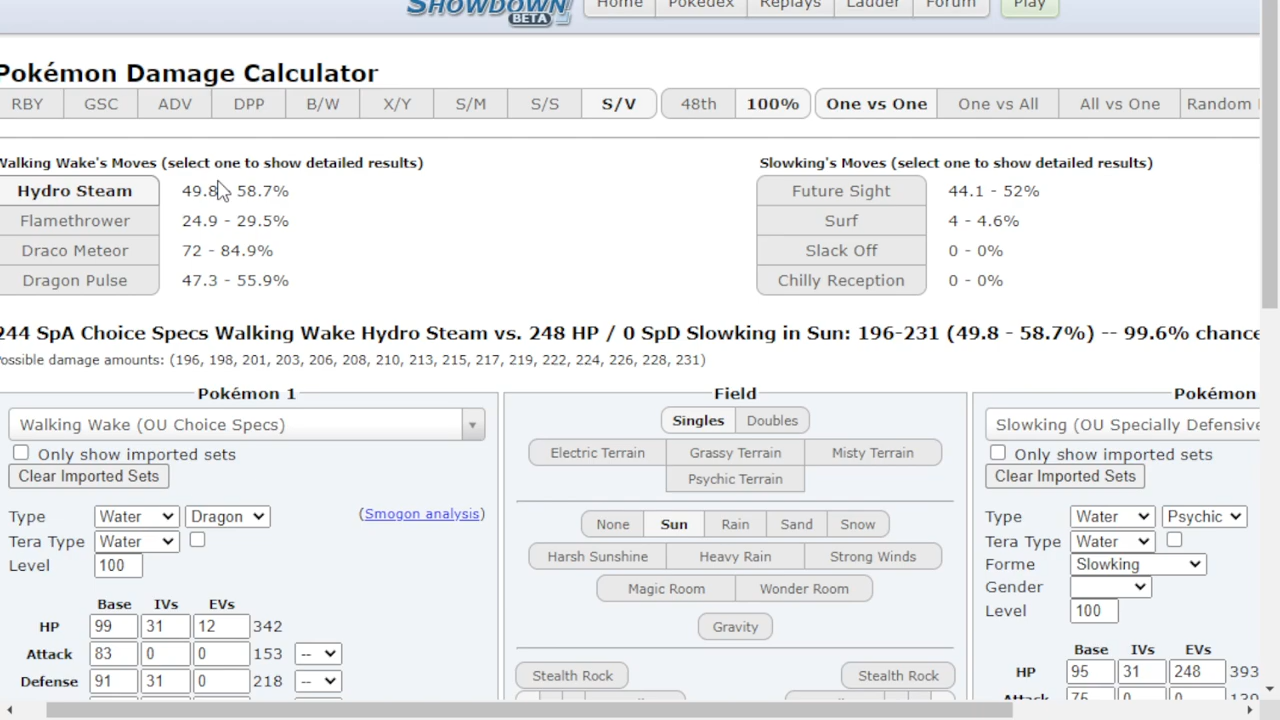 SHOWDOWN
BETA
Home Pokédex Replays Ladder Forum Play
Pokémon Damage Calculator
RBY GSC ADV DPP B/W X/Y S/M S/S S/V 48th 100% One vs One One vs All All vs One Random
Walking Wake's Moves (select one to show detailed results)
Slowking's Moves (select one to show detailed results)
Hydro Steam 49.8 58.7%
Future Sight 44.1 - 52%
Flamethrower 24.9 - 29.5%
Surf 4 - 4.6%
Draco Meteor 72 - 84.9%
Slack Off 0 - 0%
Dragon Pulse 47.3 - 55.9%
Chilly Reception 0 - 0%
244 SpA Choice Specs Walking Wake Hydro Steam vs. 248 HP / 0 SpD Slowking in Sun: 196-231 (49.8 - 58.7%) -- 99.6% chance
Possible damage amounts: (196, 198, 201, 203, 206, 208, 210, 213, 215, 217, 219, 222, 224, 226, 228, 231)
Pokémon 1
Walking Wake (OU Choice Specs)
Only show imported sets
Clear Imported Sets
Type Water Dragon (Smogon analysis)
Tera Type Water
Level 100
Base IVs EVs
HP 99 31 12 342
Attack 83 0 0 153 --
Defense 91 31 0 218 --
Field
Singles Doubles
Electric Terrain Grassy Terrain Misty Terrain
Psychic Terrain
None Sun Rain Sand Snow
Harsh Sunshine Heavy Rain Strong Winds
Magic Room Wonder Room
Gravity
Stealth Rock Stealth Rock
Pokémon
Slowking (OU Specially Defensive
Only show imported sets
Clear Imported Sets
Type Water Psychic
Tera Type Water
Forme Slowking
Gender
Level 100
Base IVs EVs
HP 95 31 248 393